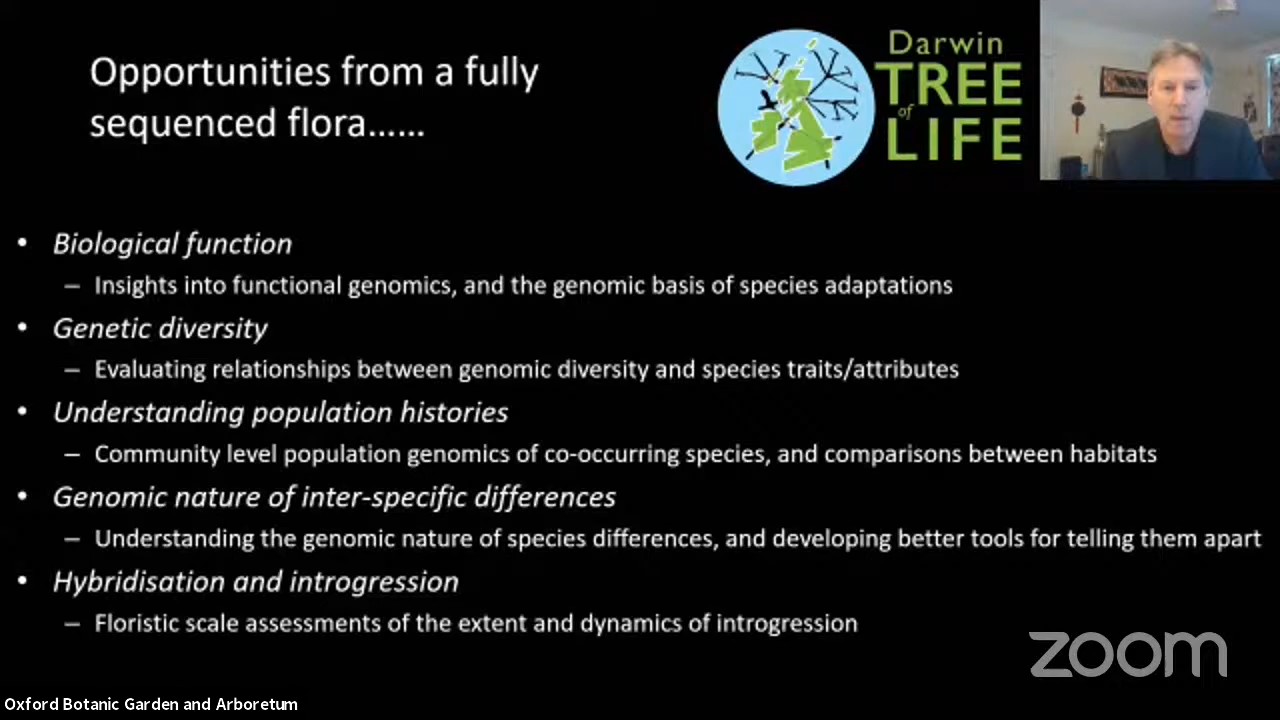 Opportunities from a fully
sequenced flora……
Darwin
TREE
of
LIFE
• Biological function
– Insights into functional genomics, and the genomic basis of species adaptations
• Genetic diversity
– Evaluating relationships between genomic diversity and species traits/attributes
• Understanding population histories
– Community level population genomics of co-occurring species, and comparisons between habitats
• Genomic nature of inter-specific differences
– Understanding the genomic nature of species differences, and developing better tools for telling them apart
• Hybridisation and introgression
– Floristic scale assessments of the extent and dynamics of introgression
zoom
Oxford Botanic Garden and Arboretum